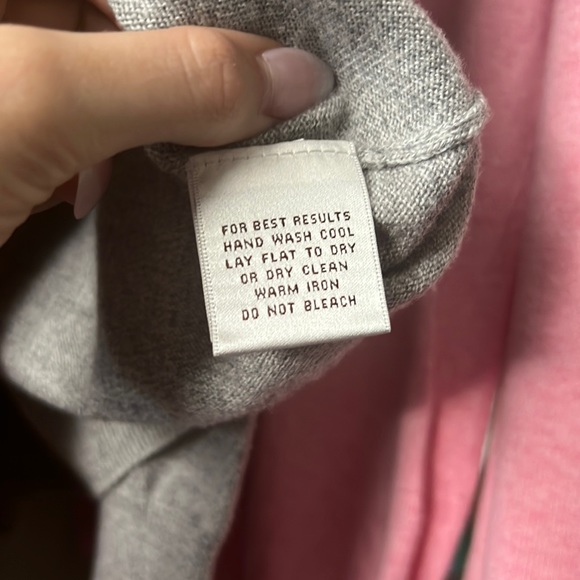 FOR BEST RESULTS
HAND WASH COOL
LAY FLAT TO DRY
OR DRY CLEAN
WARM IRON
DO NOT BLEACH